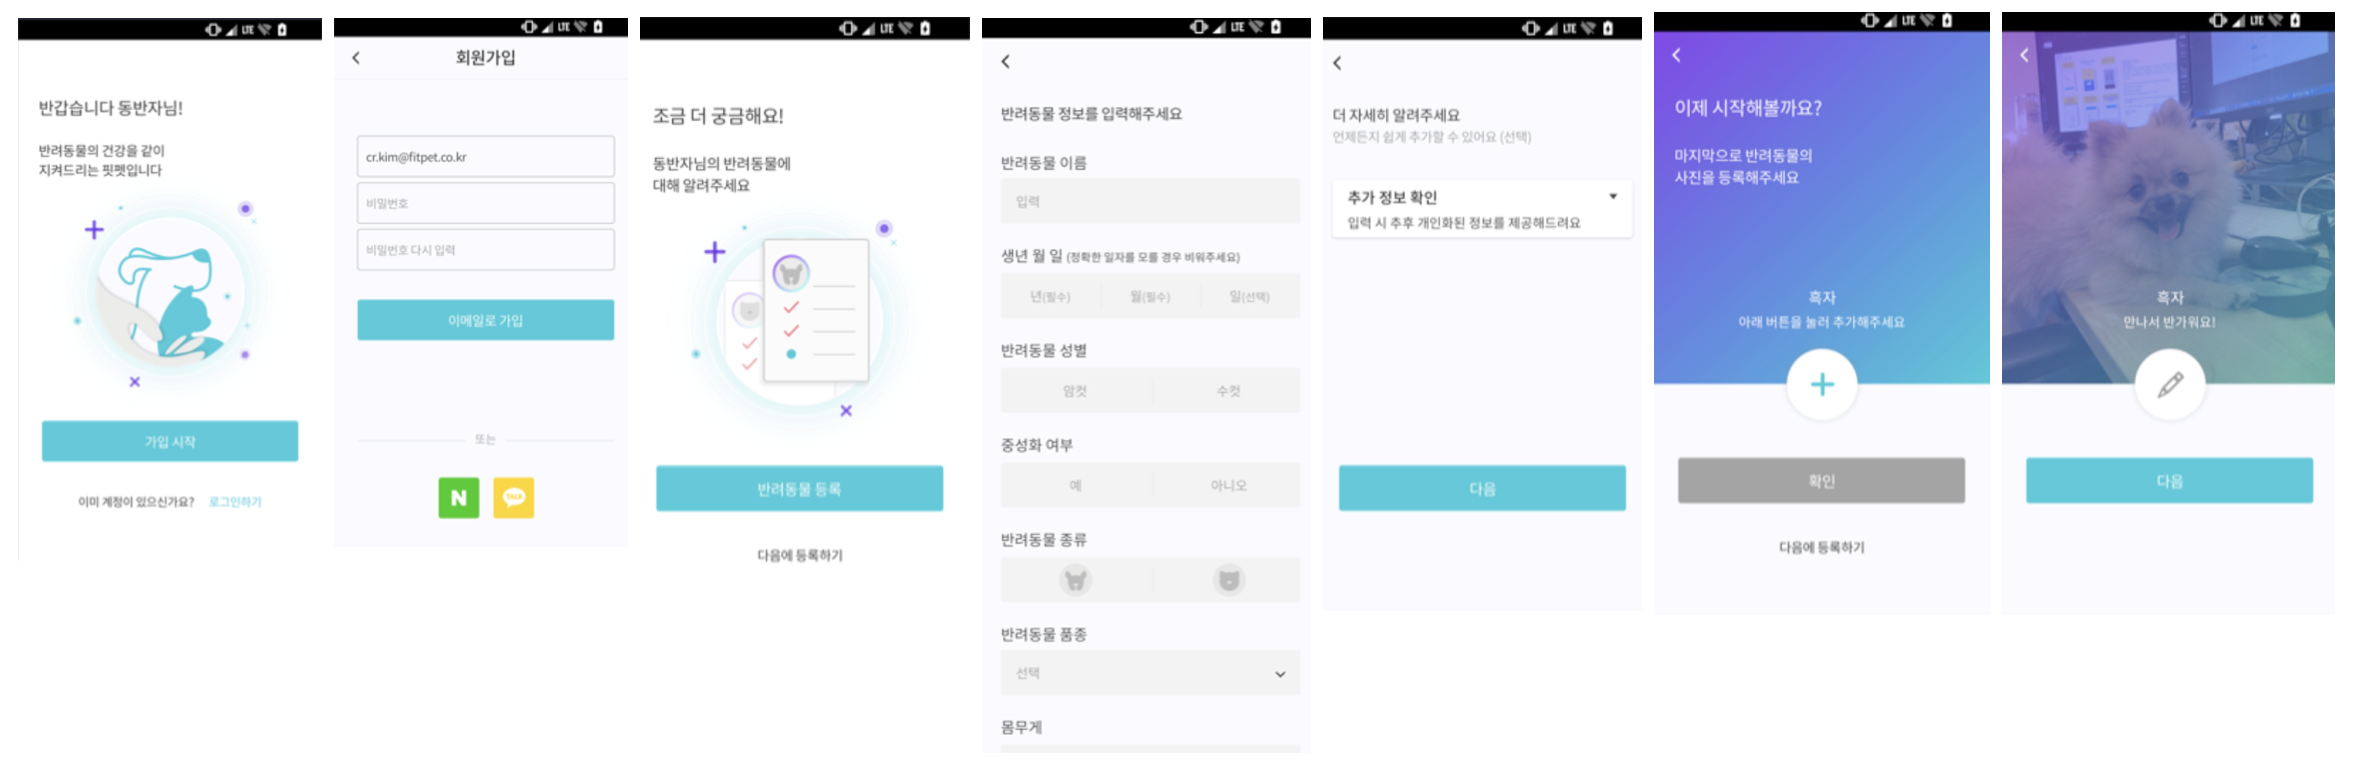 LTE
반갑습니다 동반자님!
반려동물의 건강을 같이
지켜드리는 핏펫입니다
가입 시작
이미 계정이 있으신가요? 로그인하기
LTE
회원가입
cr.kim@fitpet.co.kr
비밀번호
비밀번호 다시 입력
이메일로 가입
또는
N
TALK
LTE
조금 더 궁금해요!
동반자님의 반려동물에
대해 알려주세요
반려동물 등록
다음에 등록하기
LTE
반려동물 정보를 입력해주세요
반려동물 이름
입력
생년 월 일 (정확한 일자를 모를 경우 비워주세요)
년(필수) 월(필수) 일(선택)
반려동물 성별
암컷 수컷
중성화 여부
예 아니오
반려동물 종류
반려동물 품종
선택
몸무게
LTE
더 자세히 알려주세요
언제든지 쉽게 추가할 수 있어요 (선택)
추가 정보 확인
입력 시 추후 개인화된 정보를 제공해드려요
다음
LTE
이제 시작해볼까요?
마지막으로 반려동물의
사진을 등록해주세요
흑자
아래 버튼을 눌러 추가해주세요
확인
다음에 등록하기
LTE
흑자
만나서 반가워요!
다음